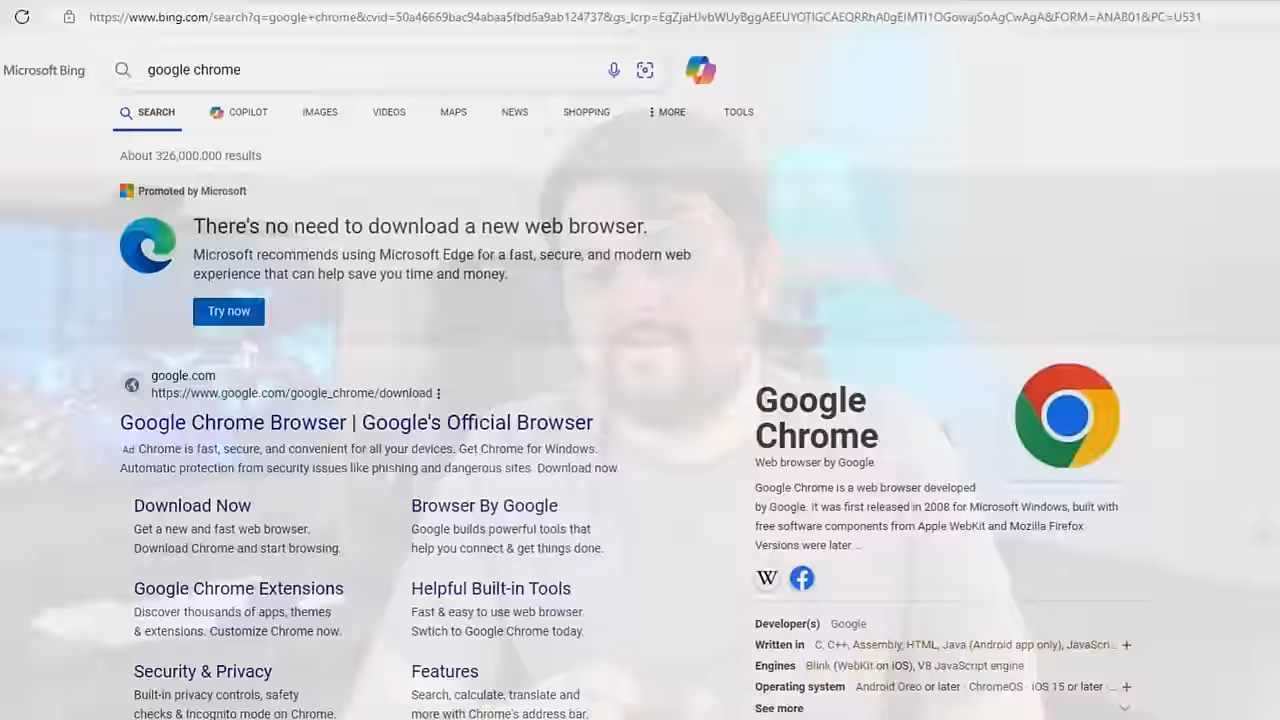 https://www.bing.com/search?q=google+chrome&cvid=50a46669bac94abaa5fbd6a9ab124737&gs_lcrp=EgZjaHJvbWUyBggAEEUYOTIGCAEQRRhA0gEIMTI1OGowajSoAgCwAgA&FORM=ANAB01&PC=U531
Microsoft Bing
google chrome
SEARCH COPILOT IMAGES VIDEOS MAPS NEWS SHOPPING MORE TOOLS
About 326,000.000 results
Promoted by Microsoft
There's no need to download a new web browser.
Microsoft recommends using Microsoft Edge for a fast, secure, and modern web
experience that can help save you time and money.
Try now
google.com
https://www.google.com/google_chrome/download
Google Chrome Browser | Google's Official Browser
Ad Chrome is fast, secure, and convenient for all your devices. Get Chrome for Windows.
Automatic protection from security issues like phishing and dangerous sites. Download now.
Download Now
Get a new and fast web browser.
Download Chrome and start browsing.
Browser By Google
Google builds powerful tools that
help you connect & get things done.
Google Chrome Extensions
Discover thousands of apps, themes
& extensions. Customize Chrome now.
Helpful Built-in Tools
Fast & easy to use web browser.
Swtich to Google Chrome today.
Security & Privacy
Built-in privacy controls, safety
checks & Incognito mode on Chrome.
Features
Search, calculate, translate and
more with Chrome's address bar.
Google
Chrome
Web browser by Google
Google Chrome is a web browser developed
by Google. It was first released in 2008 for Microsoft Windows, built with
free software components from Apple WebKit and Mozilla Firefox.
Versions were later ...
W
Developer(s) Google
Written in C, C++, Assembly, HTML, Java (Android app only), JavaScri... +
Engines Blink (WebKit on iOS), V8 JavaScript engine
Operating system Android Oreo or later · ChromeOS · iOS 15 or later · ... +
See more